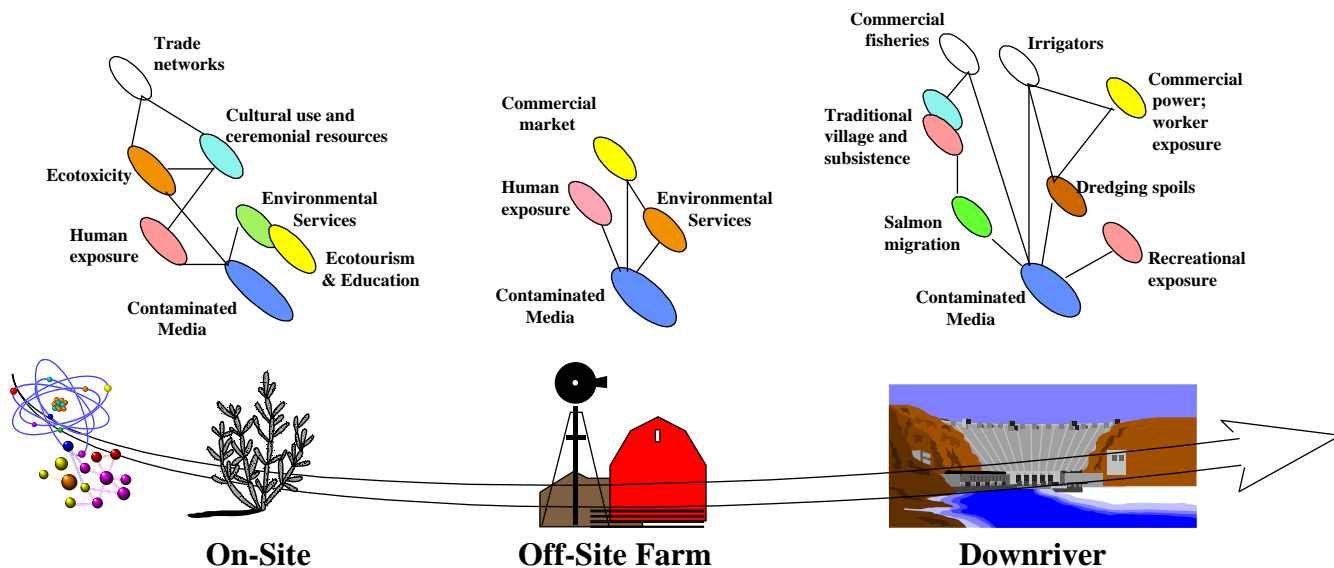 Trade
networks
Cultural use and
ceremonial resources
Ecotoxicity
Environmental
Services
Human
exposure
Ecotourism
& Education
Contaminated
Media
Commercial
market
Human
exposure
Environmental
Services
Contaminated
Media
Commercial
fisheries
Irrigators
Commercial
power;
worker
exposure
Traditional
village and
subsistence
Dredging spoils
Salmon
migration
Recreational
exposure
Contaminated
Media
On-Site
Off-Site Farm
Downriver